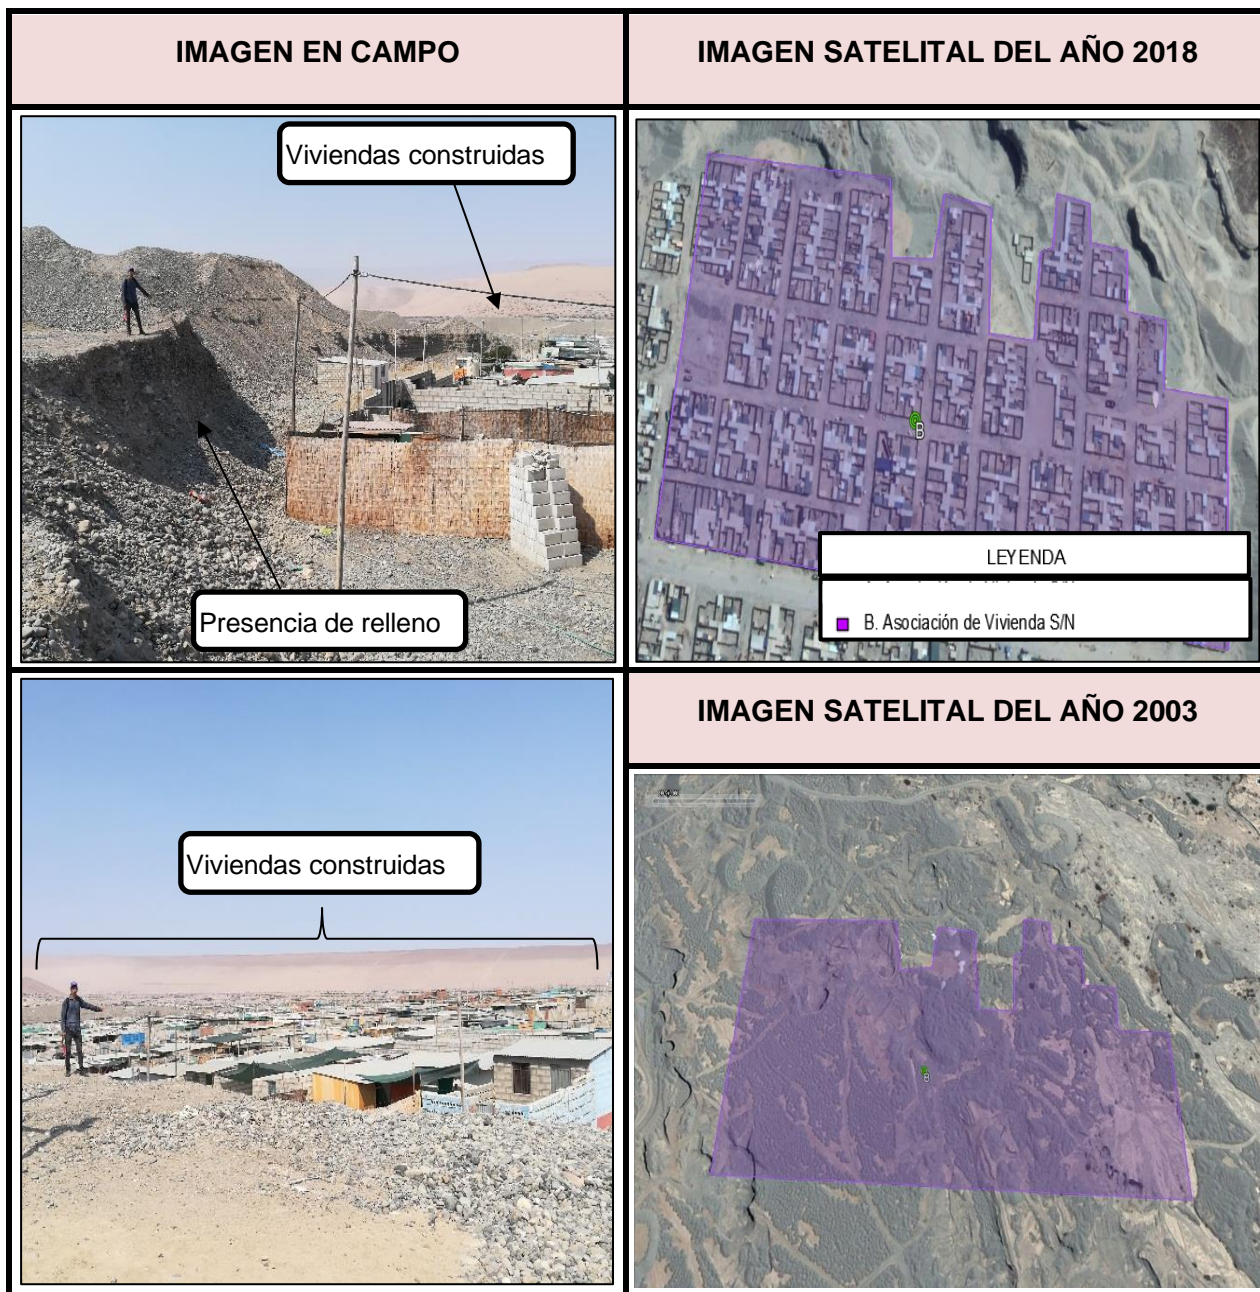 IMAGEN EN CAMPO
IMAGEN SATELITAL DEL AÑO 2018
Viviendas construidas
Presencia de relleno
B
LEYENDA
B. Asociación de Vivienda S/N
IMAGEN SATELITAL DEL AÑO 2003
Viviendas construidas
B